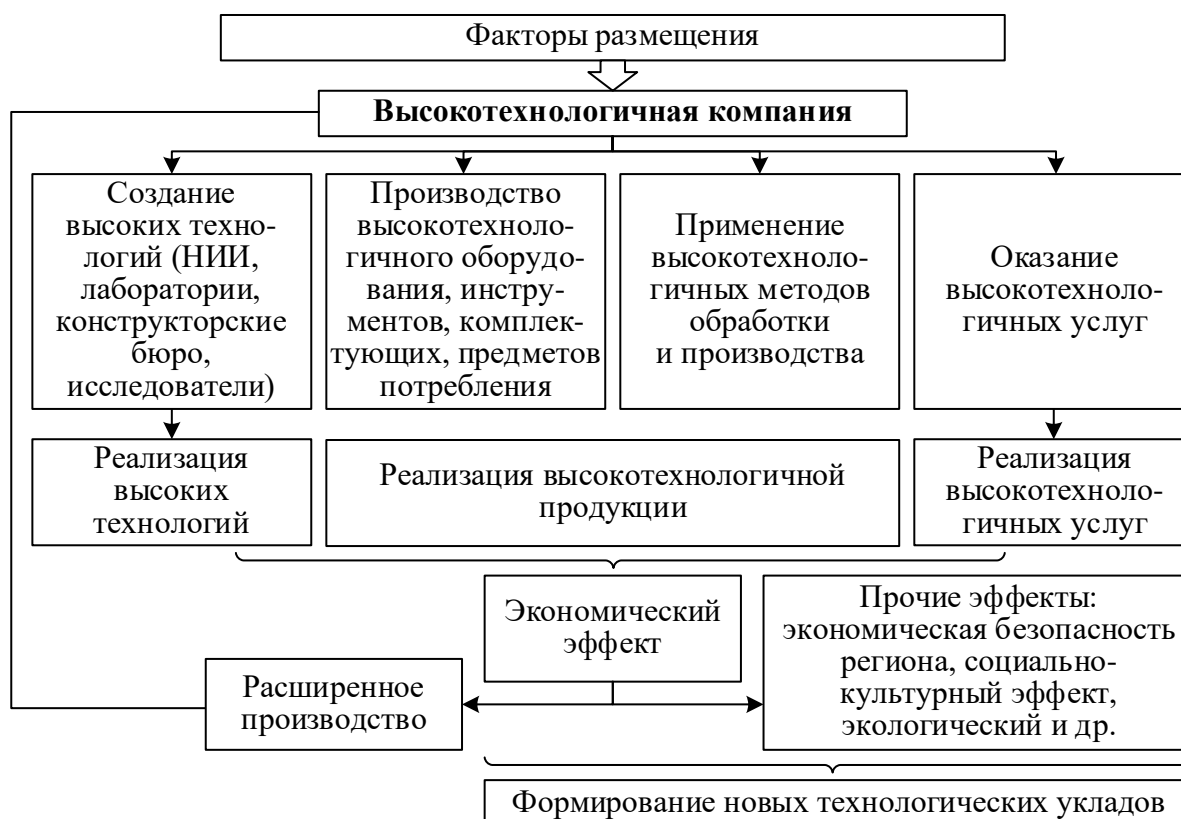 Факторы размещения
Высокотехнологичная компания
Создание
высоких техно-
логий (НИИ,
лаборатории,
конструкторские
бюро,
исследователи)
Производство
высокотехноло-
гичного оборудо-
вания, инстру-
ментов, комплек-
тующих, предметов
потребления
Применение
высокотехноло-
гичных методов
обработки
и производства
Оказание
высокотехноло-
гичных услуг
Реализация
высоких
технологий
Реализация высокотехнологичной
продукции
Реализация
высокотехноло-
гичных услуг
Экономический
эффект
Прочие эффекты:
экономическая безопасность
региона, социально-
культурный эффект,
экологический и др.
Расширенное
производство
Формирование новых технологических укладов